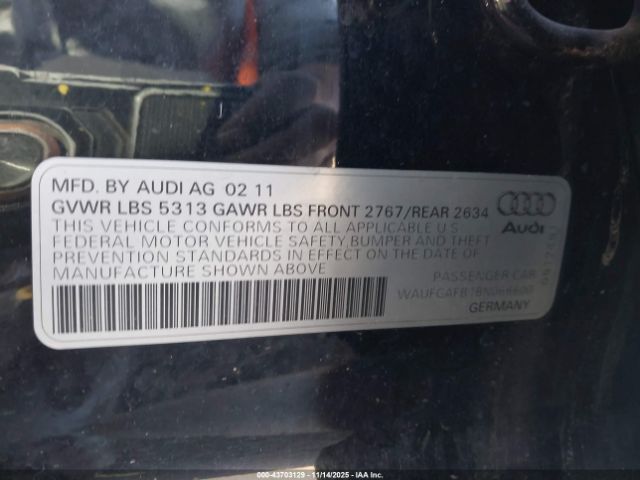 MFD. BY AUDI AG 02 11
GVWR LBS 5313 GAWR LBS FRONT 2767/REAR 2634
THIS VEHICLE CONFORMS TO ALL APPLICABLE U S
FEDERAL MOTOR VEHICLE SAFETY, BUMPER AND THEFT
PREVENTION STANDARDS IN EFFECT ON THE DATE OF
MANUFACTURE SHOWN ABOVE
PASSENGER CAR
GERMANY
Audi
000-43703129 - 11/14/2025 - IAA Inc.